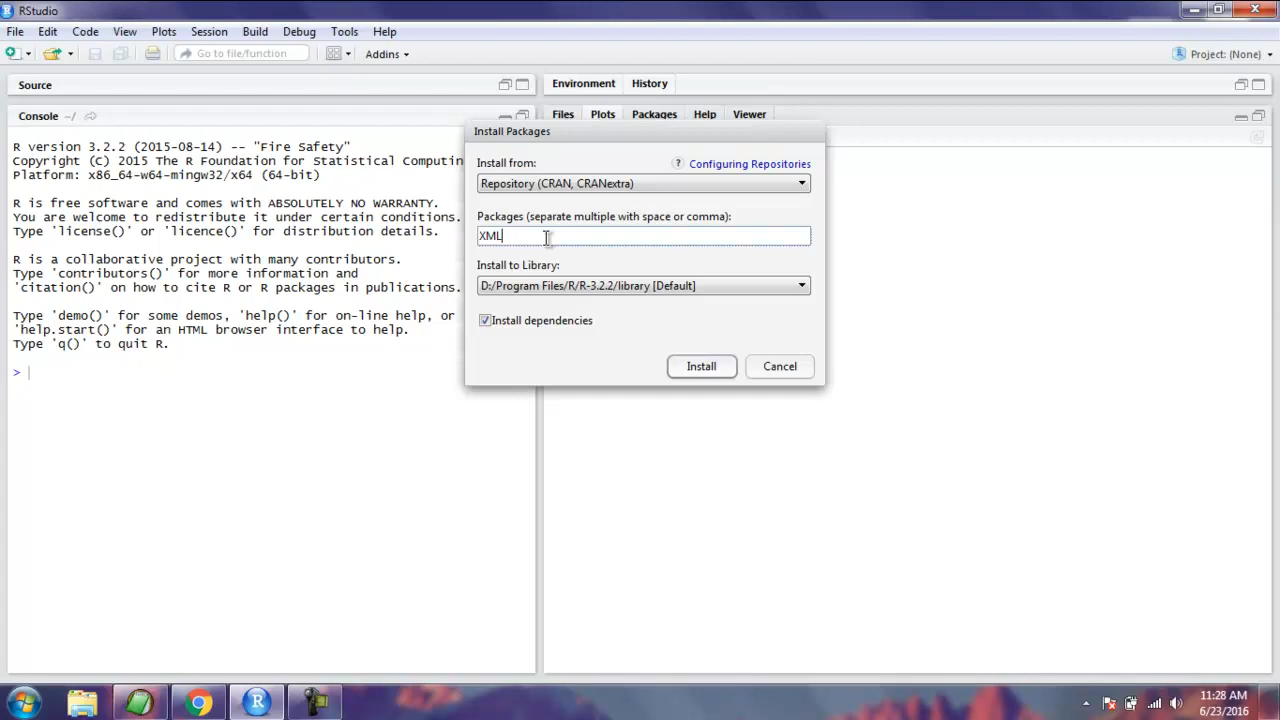 RStudio
File Edit Code View Plots Session Build Debug Tools Help
Go to file/function
Addins
Project: (None)
Source
Environment History
Console ~/
Files Plots Packages Help Viewer
R version 3.2.2 (2015-08-14) -- "Fire Safety"
Copyright (C) 2015 The R Foundation for Statistical Computin
Platform: x86_64-w64-mingw32/x64 (64-bit)
R is free software and comes with ABSOLUTELY NO WARRANTY.
You are welcome to redistribute it under certain conditions.
Type 'license()' or 'licence()' for distribution details.
R is a collaborative project with many contributors.
Type 'contributors()' for more information and
'citation()' on how to cite R or R packages in publications.
Type 'demo()' for some demos, 'help()' for on-line help, or
'help.start()' for an HTML browser interface to help.
Type 'q()' to quit R.
>
Install Packages
Install from:
? Configuring Repositories
Repository (CRAN, CRANextra)
Packages (separate multiple with space or comma):
XML
Install to Library:
D:/Program Files/R/R-3.2.2/library [Default]
Install dependencies
Install Cancel
11:28 AM
6/23/2016